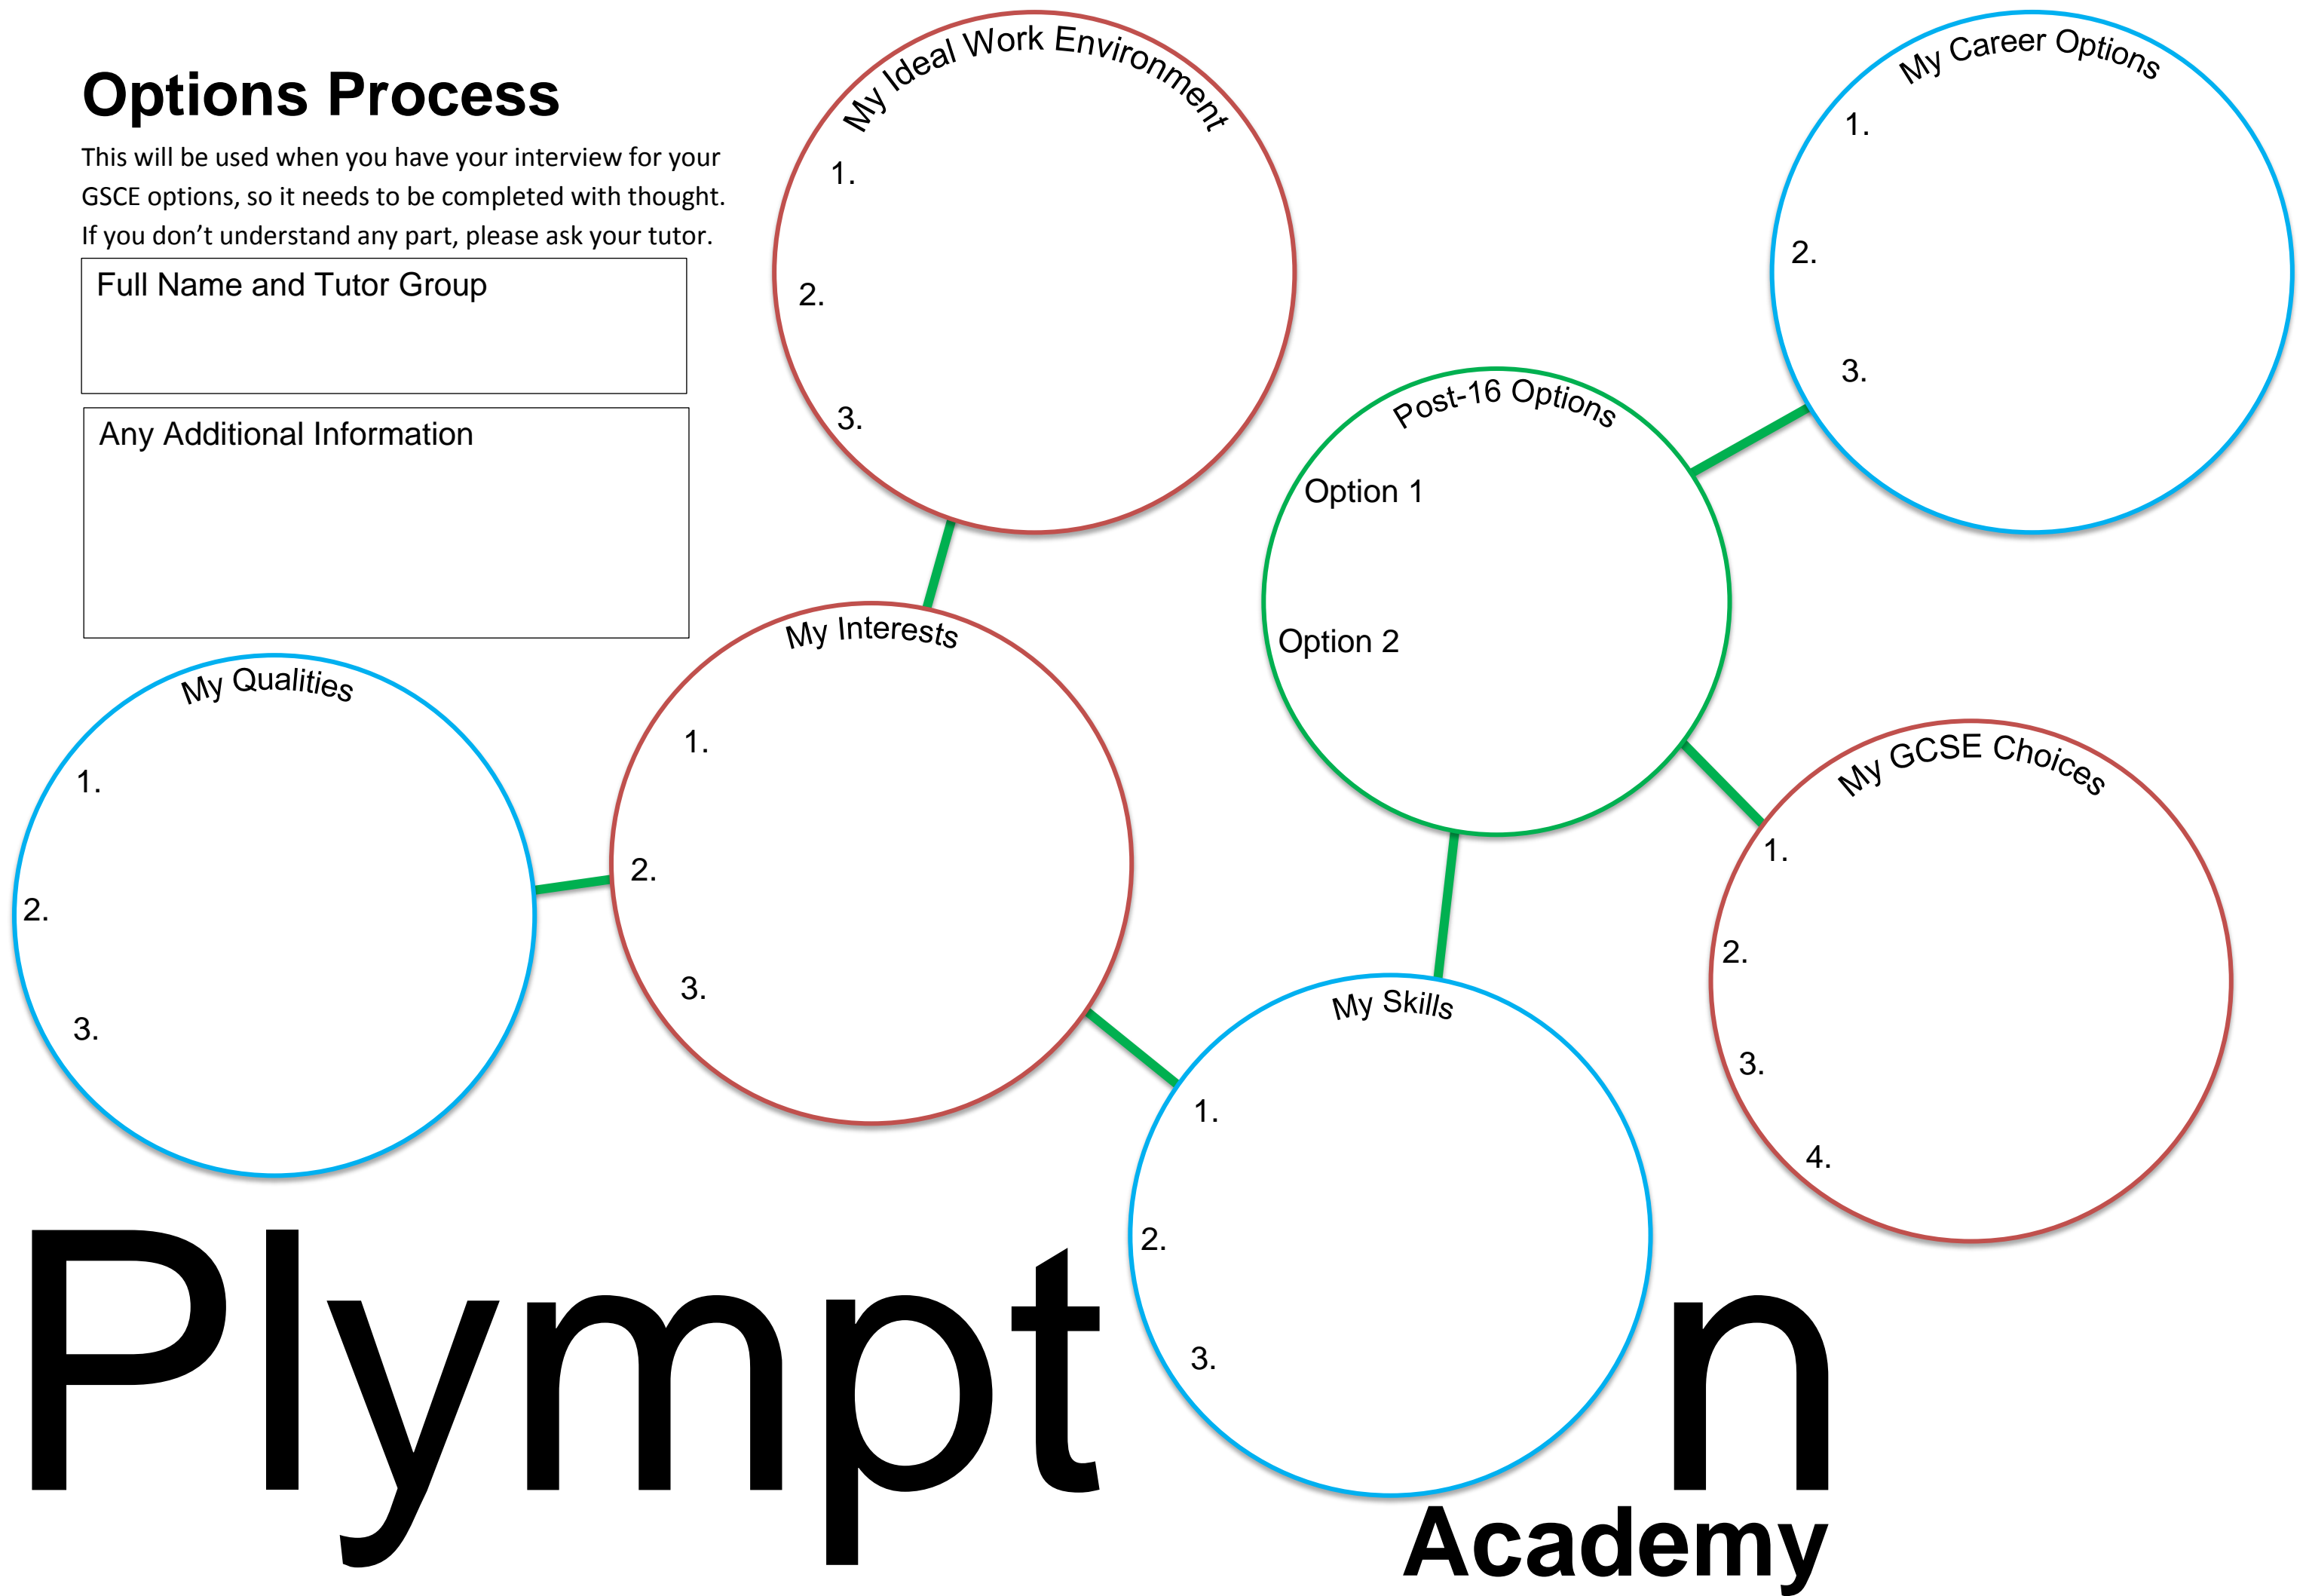 Options Process
This will be used when you have your interview for your
GSCE options, so it needs to be completed with thought.
If you don't understand any part, please ask your tutor.
Full Name and Tutor Group
Any Additional Information
My Ideal Work Environment
1.
2.
3.
My Career Options
1.
2.
3.
Post-16 Options
Option 1
Option 2
My Interests
1.
2.
3.
My Qualities
1.
2.
3.
My GCSE Choices
1.
2.
3.
4.
My Skills
1.
2.
3.
Plympt n
Academy